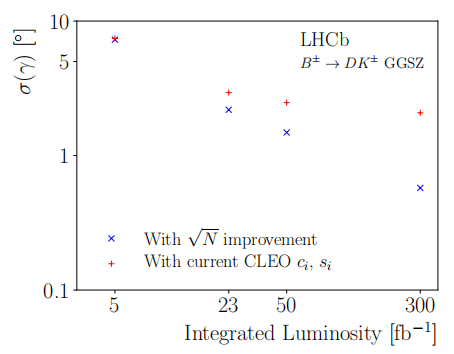 10
5
1
0.1
σ(γ) [°]
LHCb
B± → DK± GGSZ
With √N improvement
With current CLEO cᵢ, sᵢ
5 23 50 300
Integrated Luminosity [fb⁻¹]